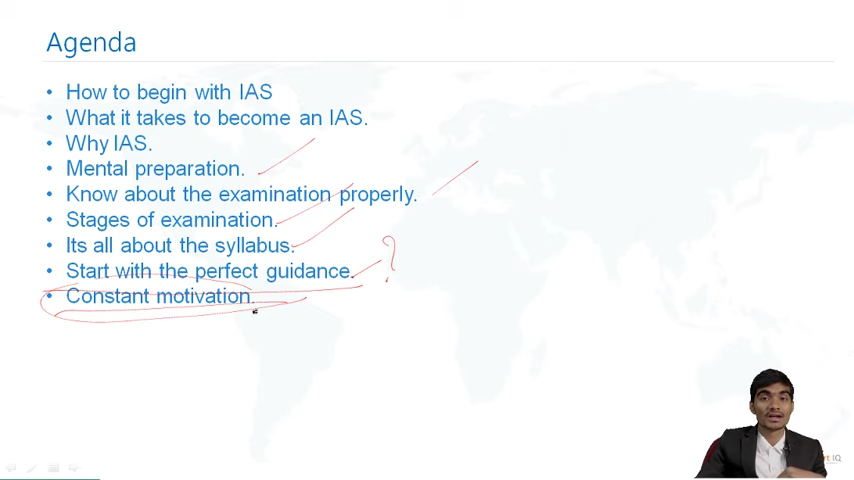 Agenda
• How to begin with IAS
• What it takes to become an IAS.
• Why IAS.
• Mental preparation.
• Know about the examination properly.
• Stages of examination.
• Its all about the syllabus.
• Start with the perfect guidance.
?
• Constant motivation.
IQ